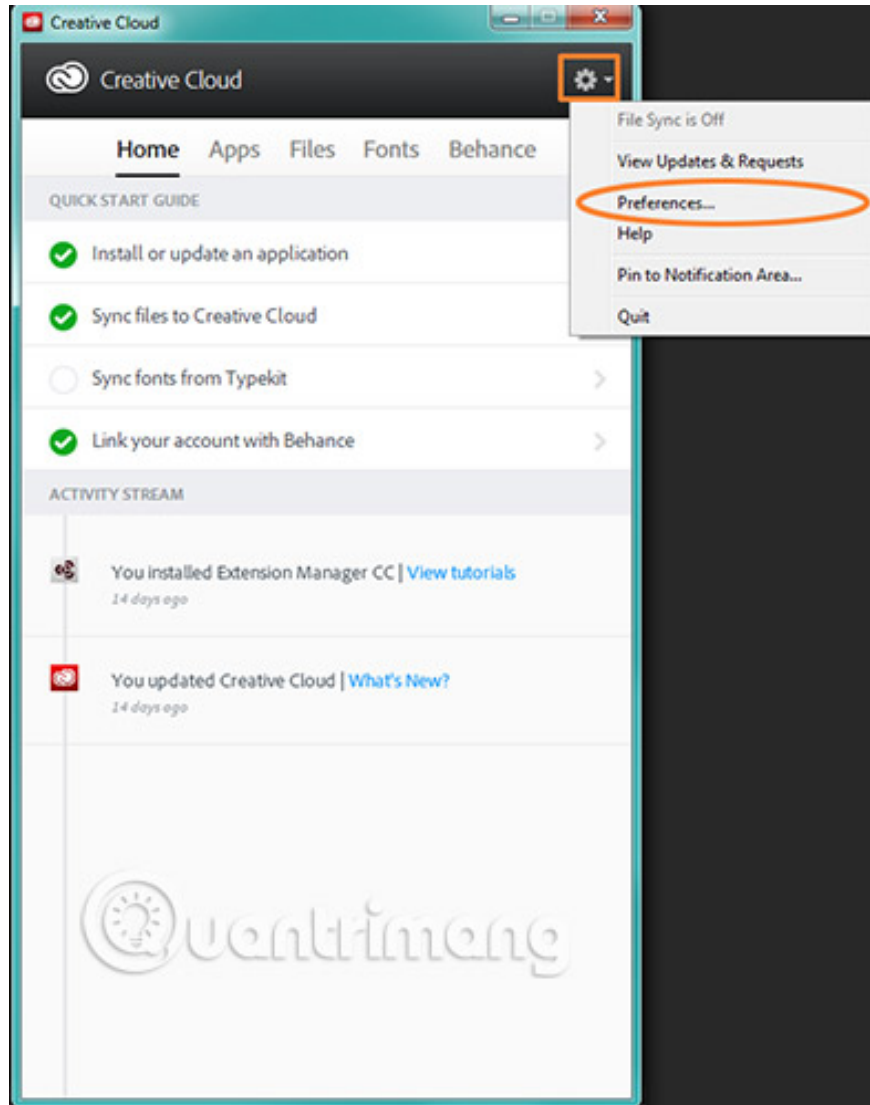 Creative Cloud
Creative Cloud
File Sync is Off
View Updates & Requests
Preferences...
Help
Pin to Notification Area...
Quit
Home Apps Files Fonts Behance
QUICK START GUIDE
Install or update an application
Sync files to Creative Cloud
Sync fonts from Typekit
Link your account with Behance
ACTIVITY STREAM
You installed Extension Manager CC | View tutorials
14 days ago
You updated Creative Cloud | What's New?
14 days ago
Quantrimang